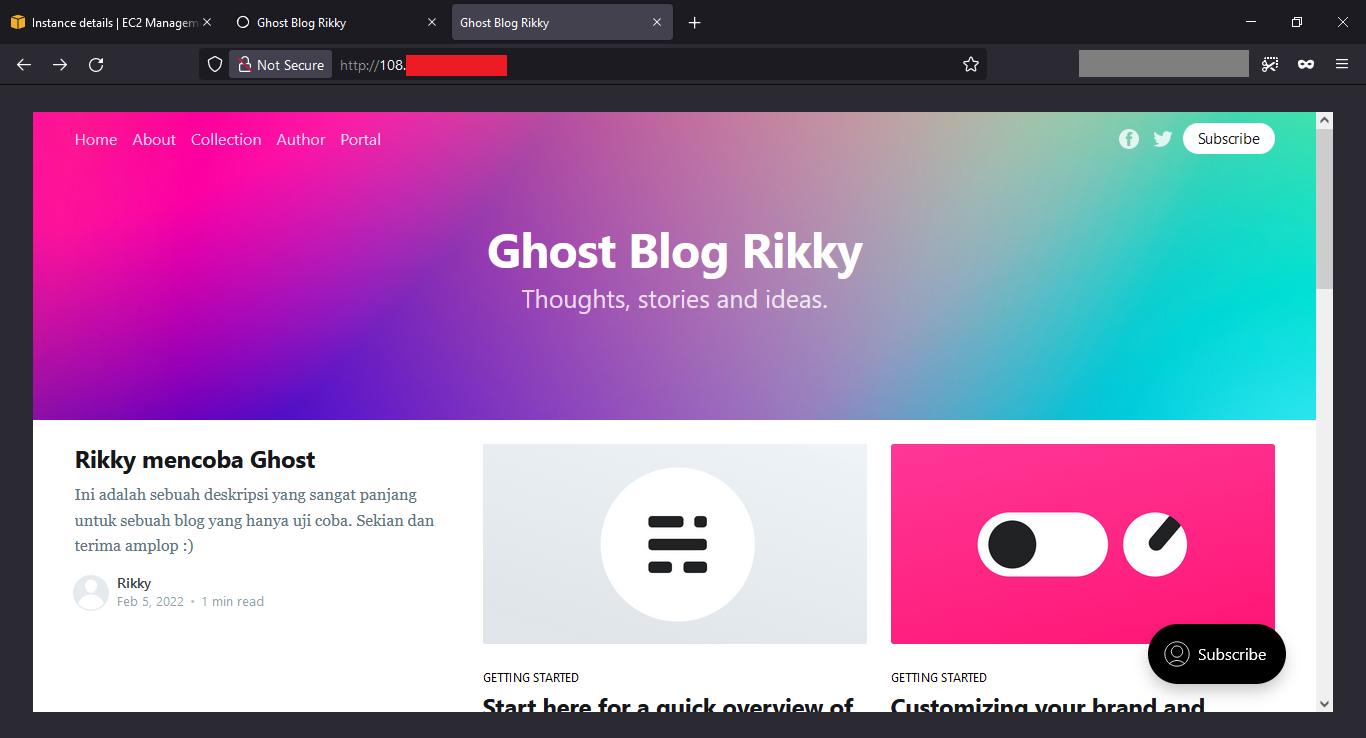 Instance details | EC2 Managem
Ghost Blog Rikky
Ghost Blog Rikky
Not Secure
http://108.
Home
About
Collection
Author
Portal
Subscribe
Ghost Blog Rikky
Thoughts, stories and ideas.
Rikky mencoba Ghost
Ini adalah sebuah deskripsi yang sangat panjang
untuk sebuah blog yang hanya uji coba. Sekian dan
terima amplop :)
Rikky
Feb 5, 2022 • 1 min read
GETTING STARTED
Start here for a quick overview of
GETTING STARTED
Customizing your brand and
Subscribe